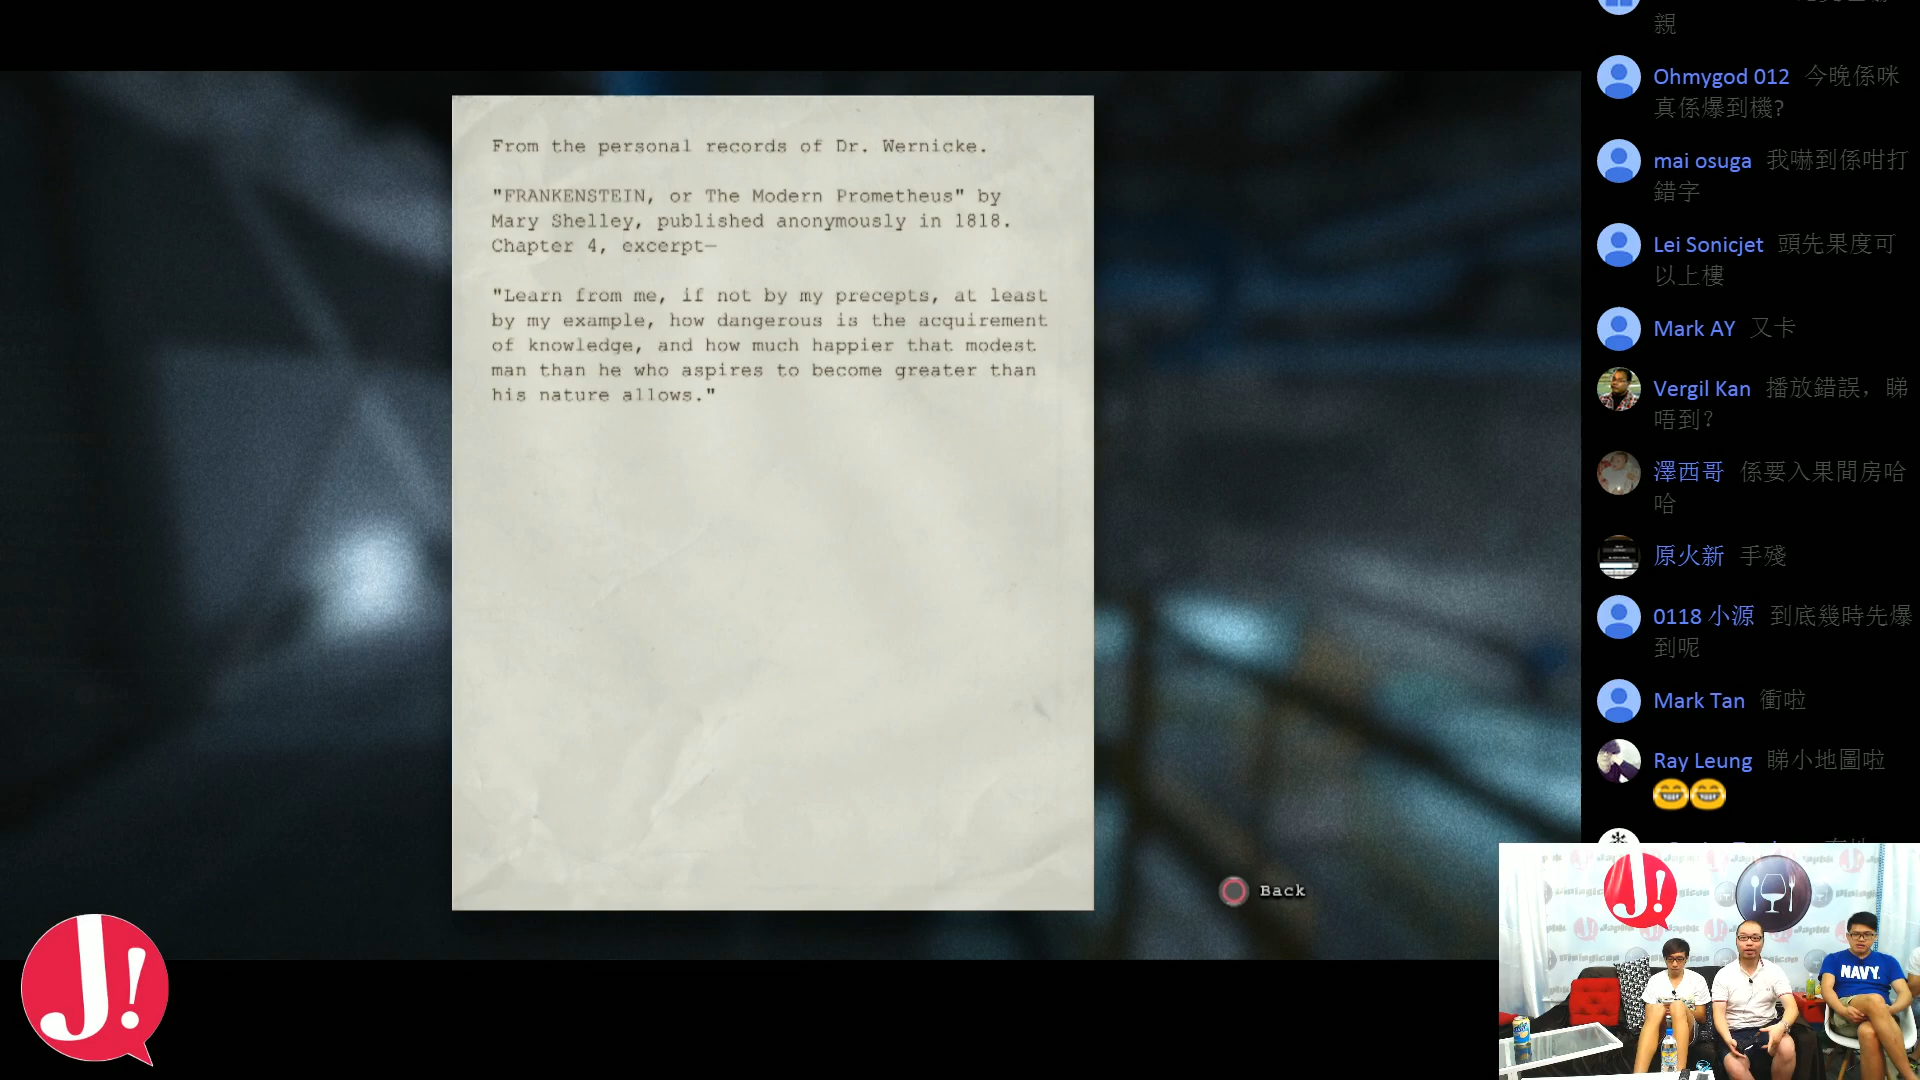 From the personal records of Dr. Wernicke.
"FRANKENSTEIN, or The Modern Prometheus" by
Mary Shelley, published anonymously in 1818.
Chapter 4, excerpt—
"Learn from me, if not by my precepts, at least
by my example, how dangerous is the acquirement
of knowledge, and how much happier that modest
man than he who aspires to become greater than
his nature allows."
Back
親
Ohmygod 012 今晚係咪
真係爆到機?
mai osuga 我嚇到係咁打
錯字
Lei Sonicjet 頭先果度可
以上樓
Mark AY 又卡
Vergil Kan 播放錯誤，睇
唔到?
澤西哥 係要入果間房哈
哈
原火新 手殘
0118 小源 到底幾時先爆
到呢
Mark Tan 衝啦
Ray Leung 睇小地圖啦
J!
J!
NAVY